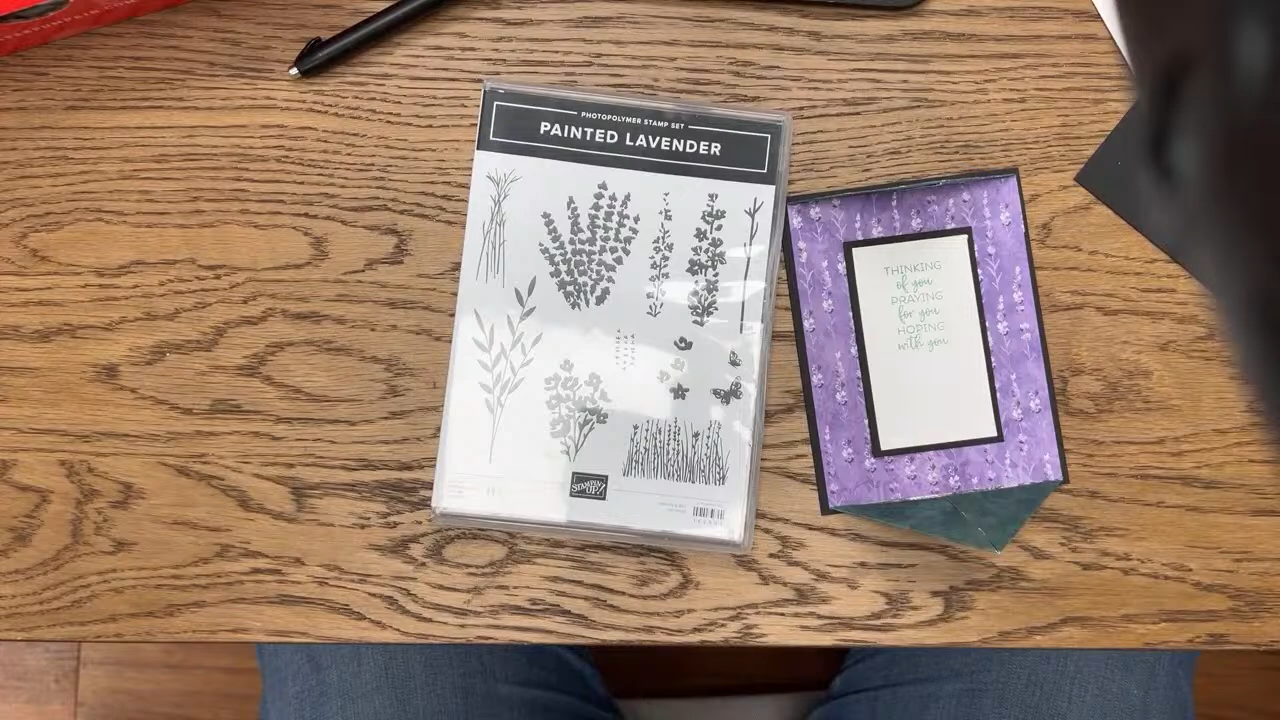 PHOTOPOLYMER STAMP SET
PAINTED LAVENDER
STAMPIN' UP!
THINKING
of you
PRAYING
for you
HOPING
with you